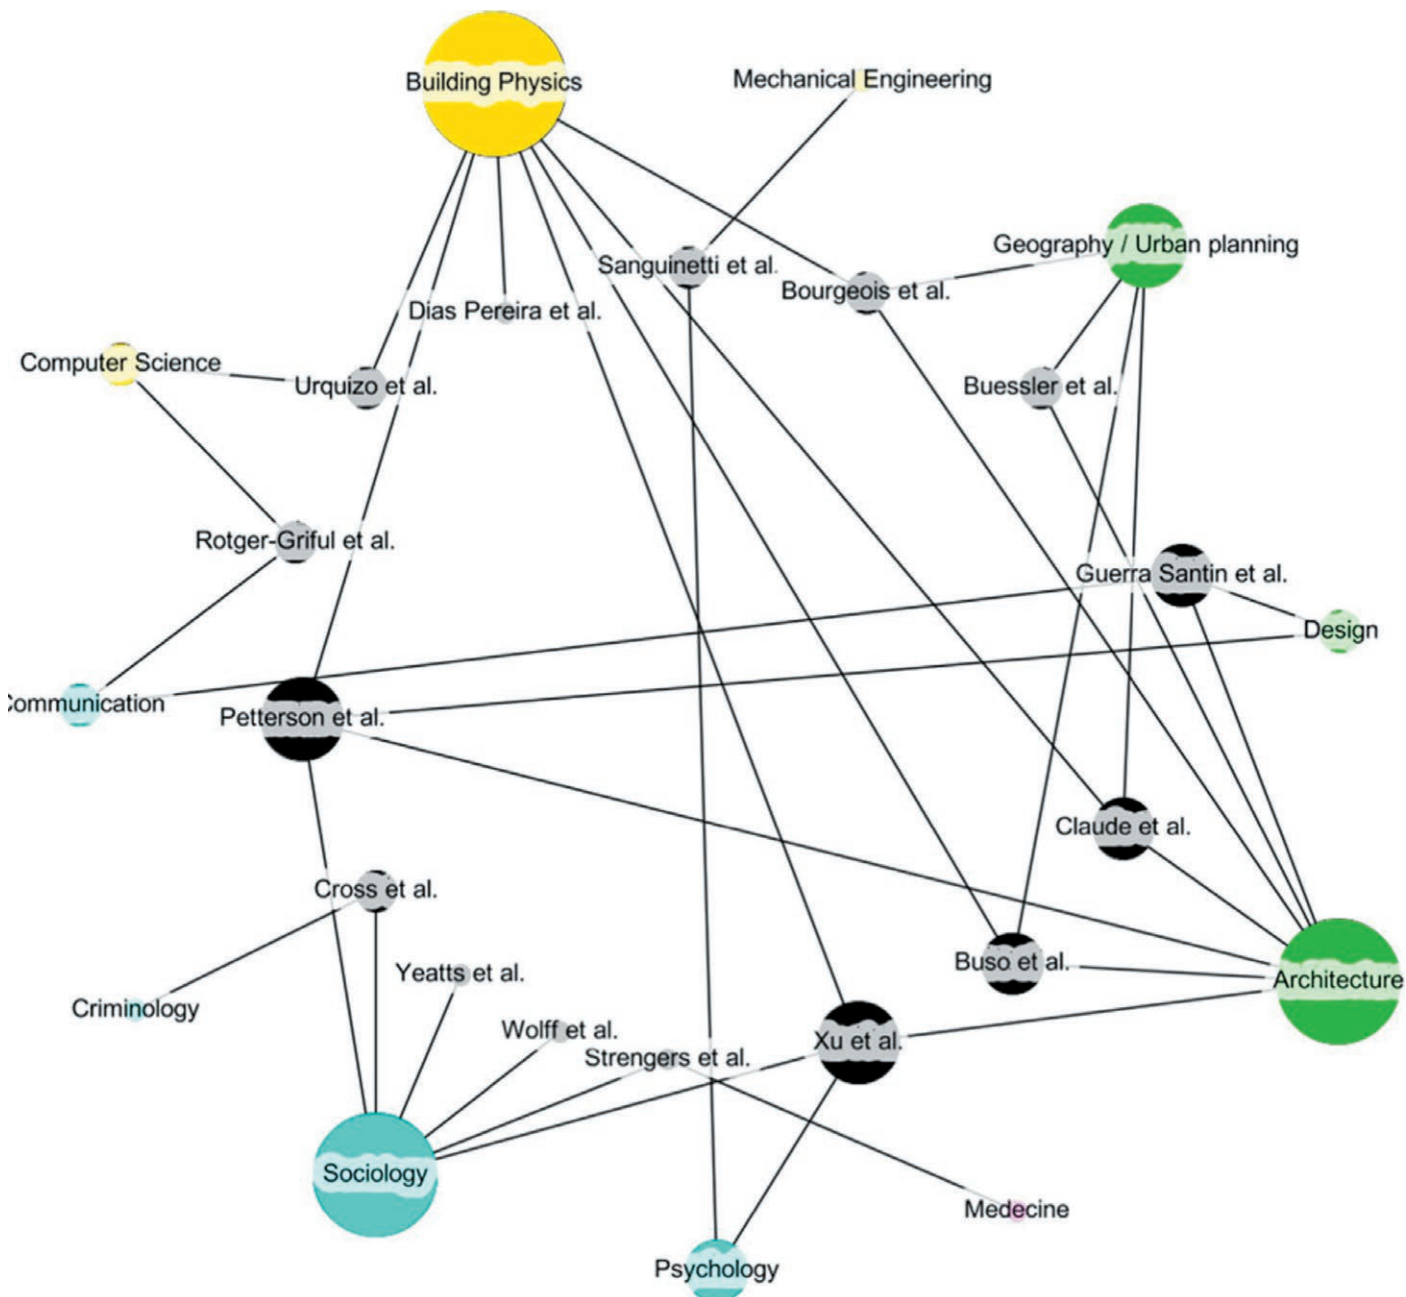 Building Physics
Mechanical Engineering
Geography / Urban planning
Sanguinetti et al.
Bourgeois et al.
Dias Pereira et al.
Computer Science
Urquizo et al.
Buessler et al.
Rotger-Griful et al.
Guerra Santin et al.
Design
ommunication
Petterson et al.
Claude et al.
Cross et al.
Buso et al.
Yeatts et al.
Architecture
Criminology
Wolff et al.
Xu et al.
Strengers et al.
Sociology
Medecine
Psychology